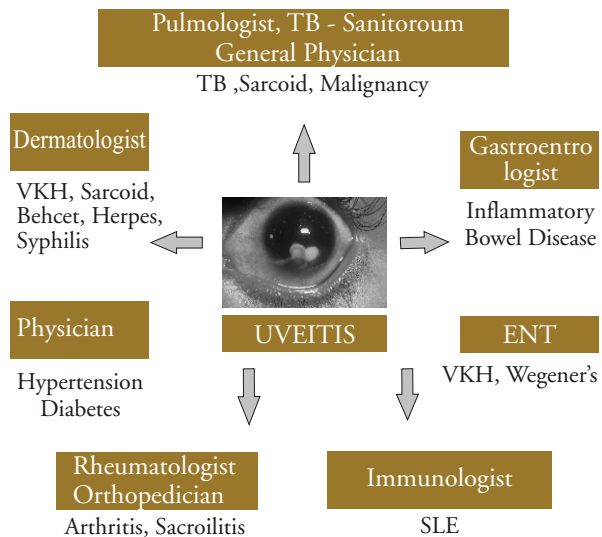 Pulmologist, TB - Sanitoroum
General Physician
TB ,Sarcoid, Malignancy
Dermatologist
VKH, Sarcoid,
Behcet, Herpes,
Syphilis
Gastroentro
logist
Inflammatory
Bowel Disease
Physician
Hypertension
Diabetes
UVEITIS
ENT
VKH, Wegener's
Rheumatologist
Orthopedician
Arthritis, Sacroilitis
Immunologist
SLE